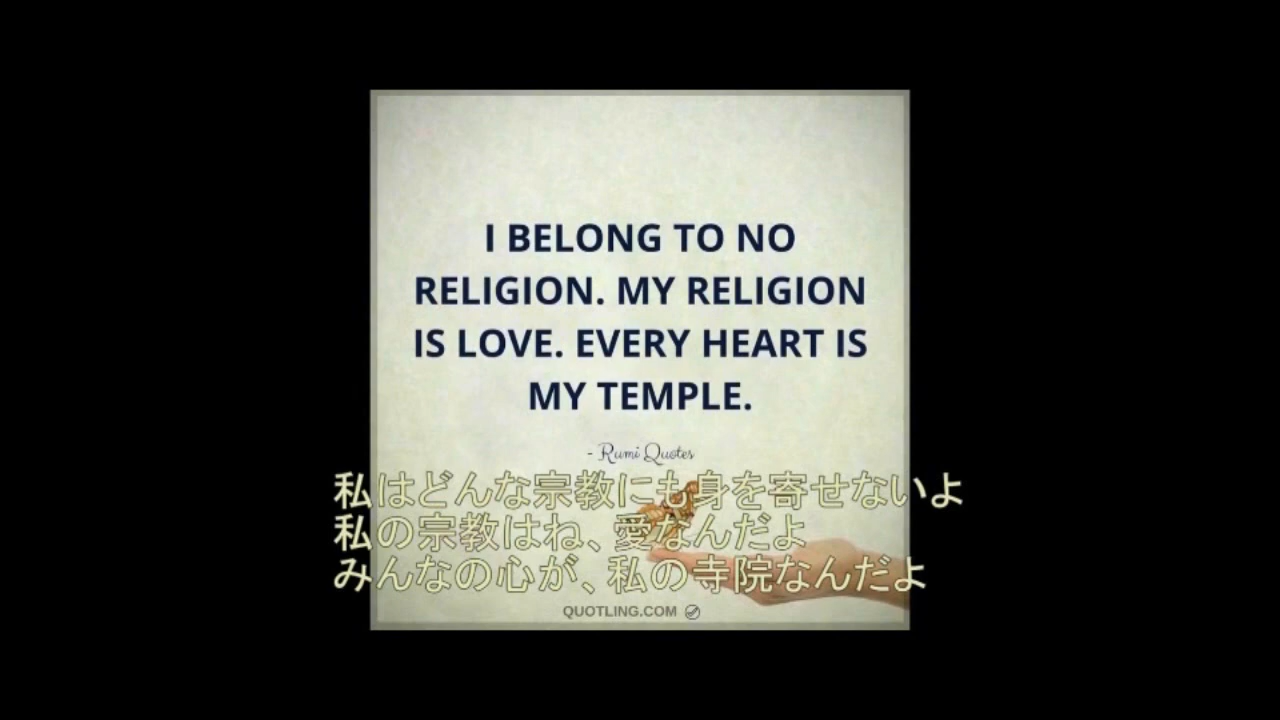 I BELONG TO NO
RELIGION. MY RELIGION
IS LOVE. EVERY HEART IS
MY TEMPLE.
- Rumi Quotes
私はどんな宗教にも身を寄せないよ
私の宗教はね、愛なんだよ
みんなの心が、私の寺院なんだよ
QUOTLING.COM